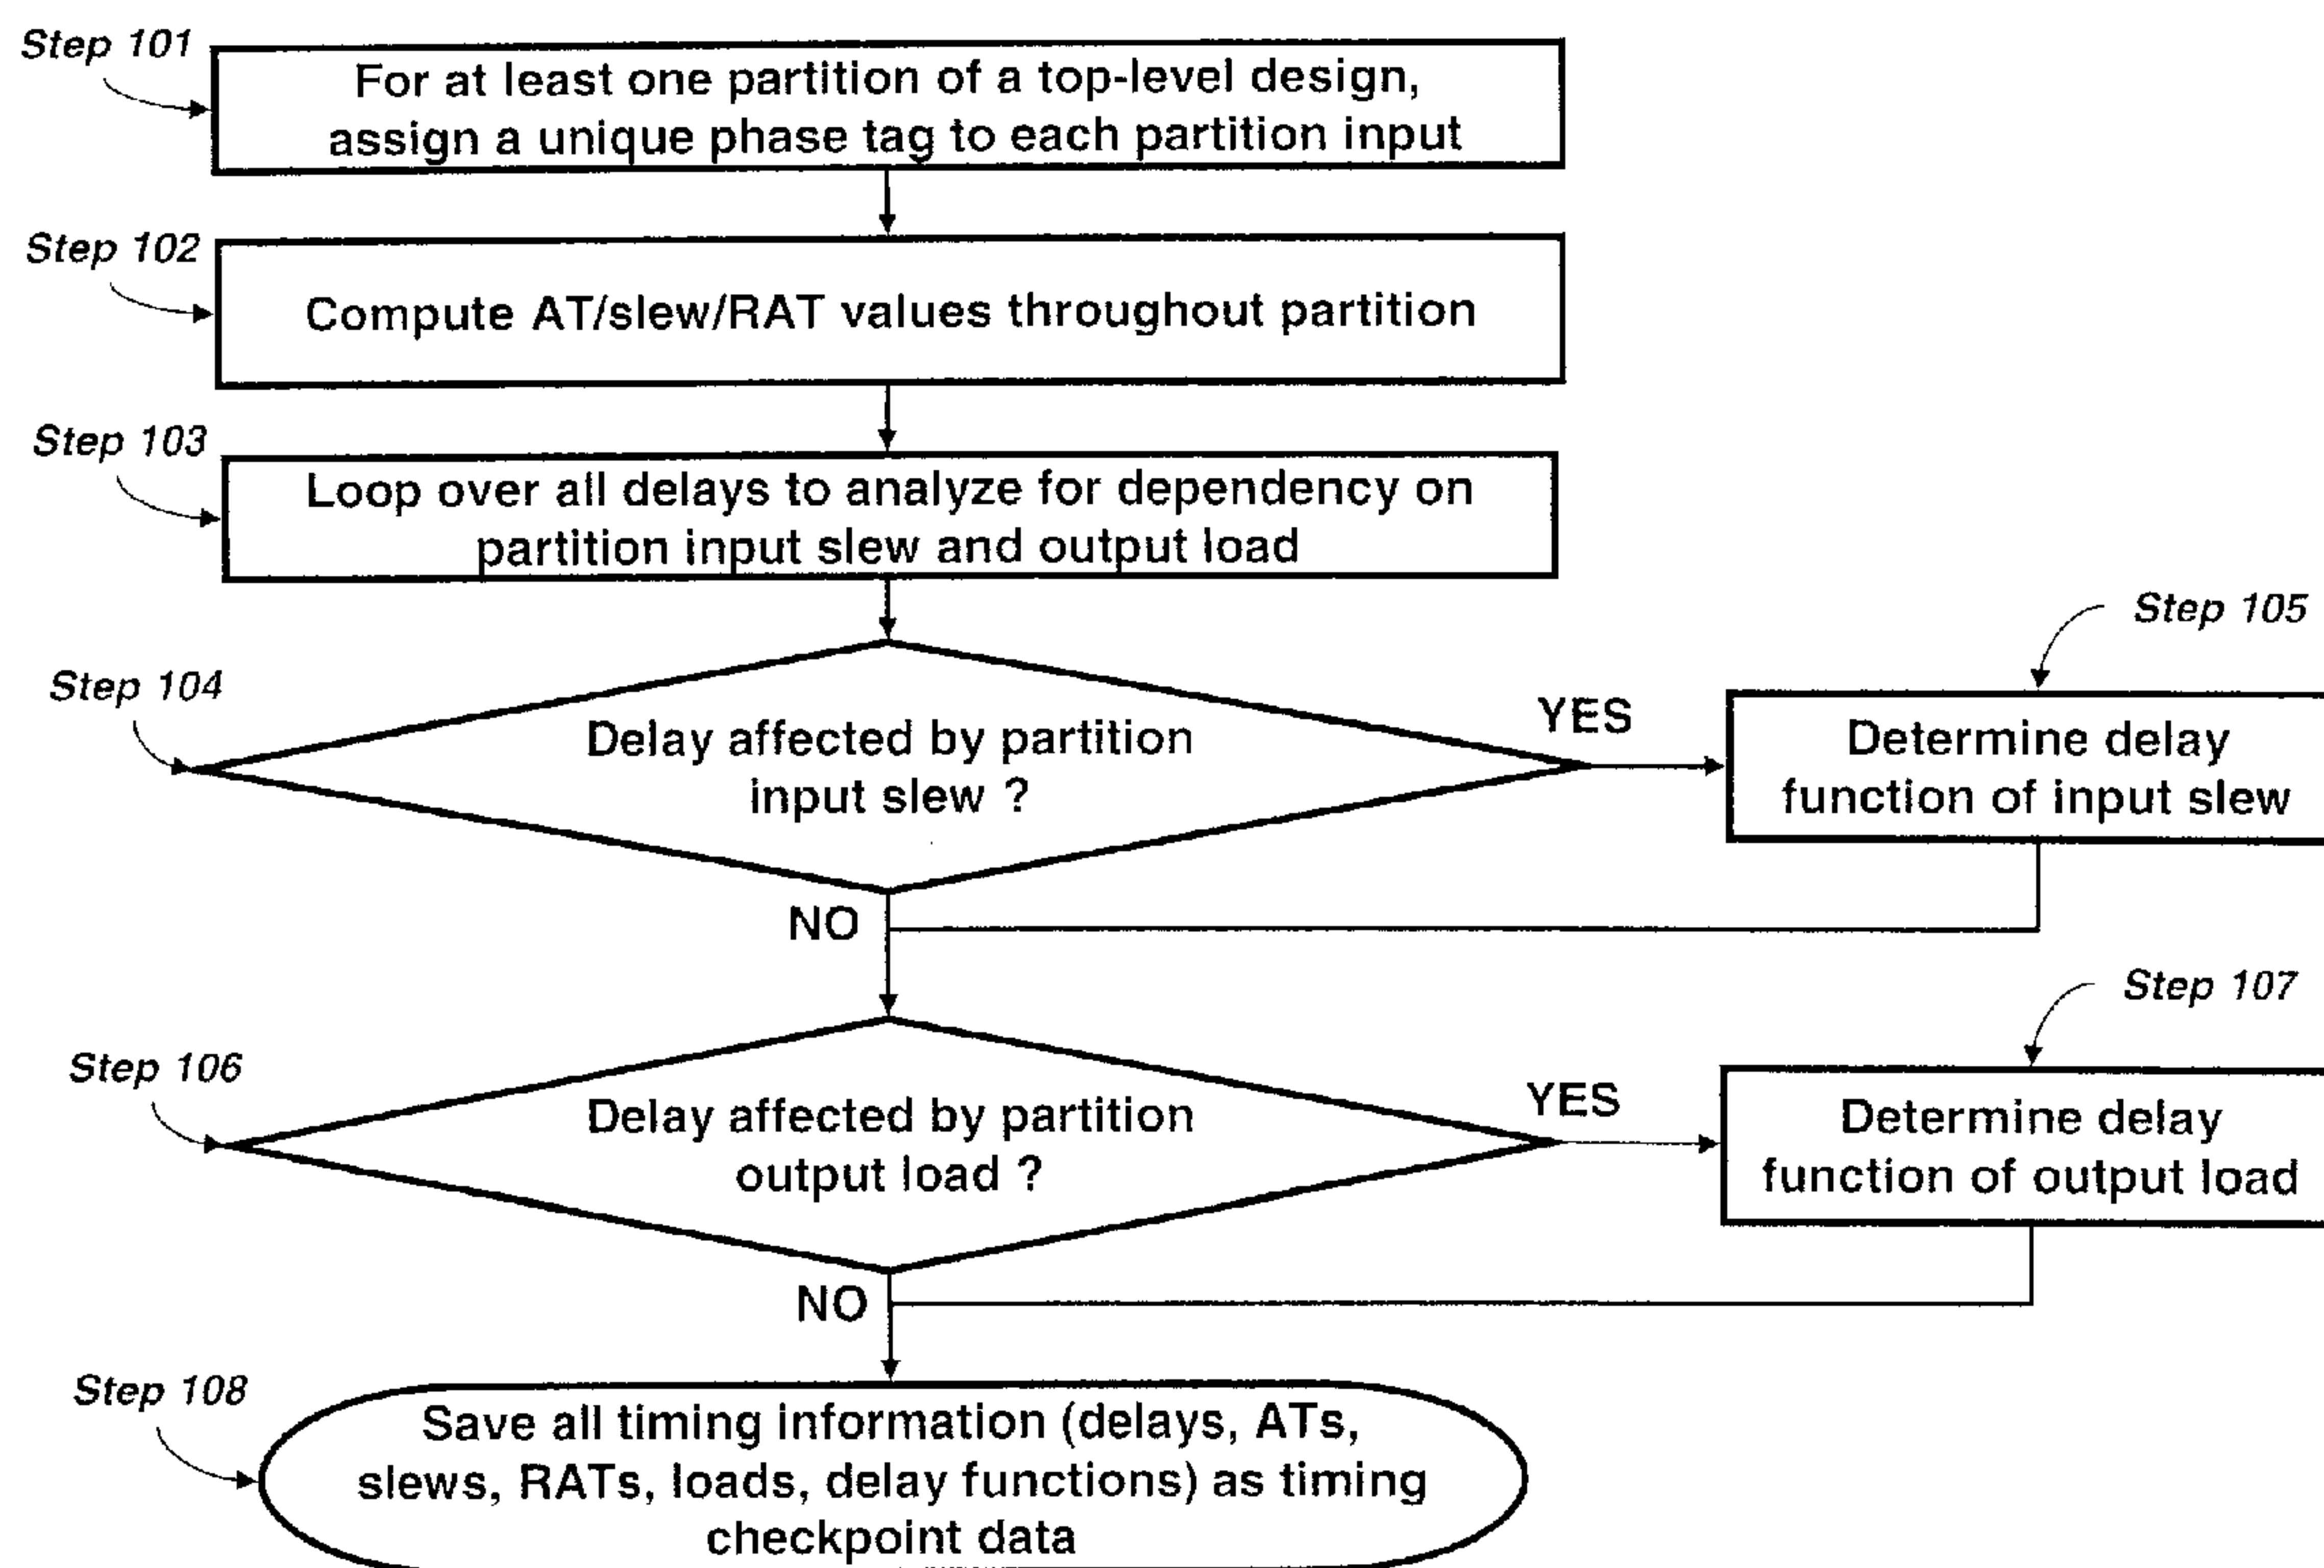 Step 101
For at least one partition of a top-level design,
assign a unique phase tag to each partition input
Step 102
Compute AT/slew/RAT values throughout partition
Step 103
Loop over all delays to analyze for dependency on
partition input slew and output load
Step 104
Delay affected by partition
input slew ?
YES
Step 105
Determine delay
function of input slew
NO
Step 106
Delay affected by partition
output load ?
YES
Step 107
Determine delay
function of output load
NO
Step 108
Save all timing information (delays, ATs,
slews, RATs, loads, delay functions) as timing
checkpoint data